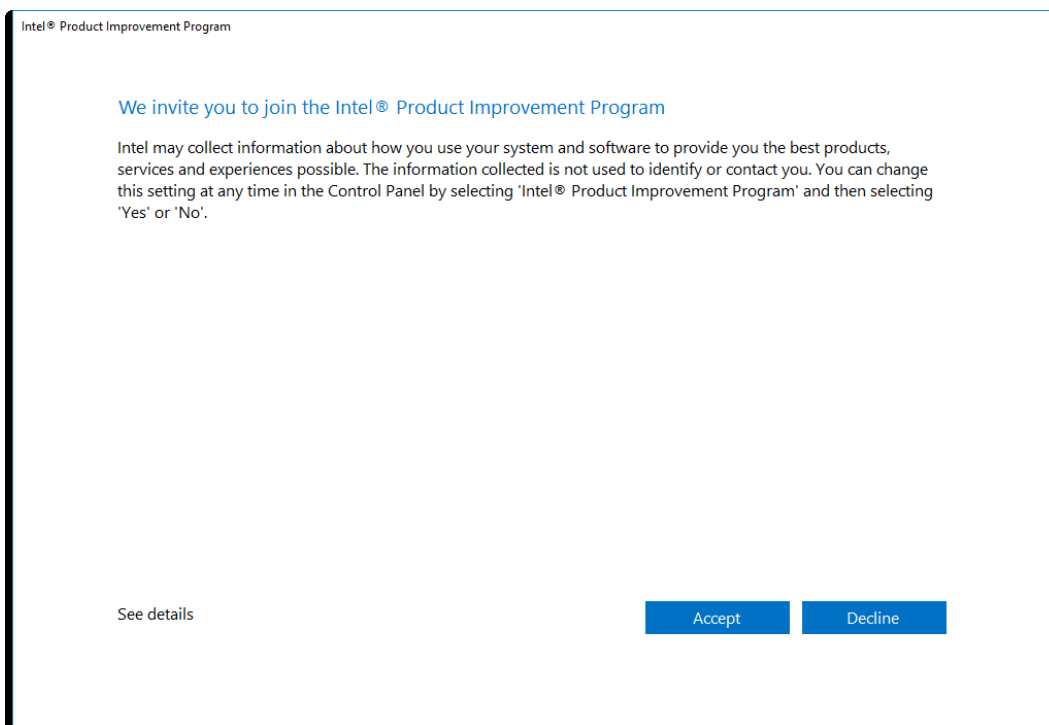 Intel® Product Improvement Program
We invite you to join the Intel® Product Improvement Program
Intel may collect information about how you use your system and software to provide you the best products,
services and experiences possible. The information collected is not used to identify or contact you. You can change
this setting at any time in the Control Panel by selecting 'Intel® Product Improvement Program' and then selecting
'Yes' or 'No'.
See details
Accept
Decline